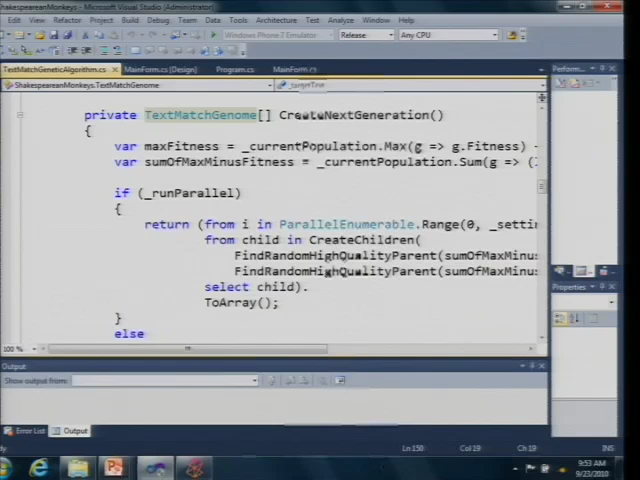 ShakespeareanMonkeys - Microsoft Visual Studio (Administrator)
Edit View Refactor Project Build Debug Team Data Tools Architecture Test Analyze Window Help
Windows Phone 7 Emulator Release Any CPU
TextMatchGeneticAlgorithm.cs MainForm.cs [Design] Program.cs MainForm.cs Perform...
ShakespeareanMonkeys.TextMatchGenome _targetText
private TextMatchGenome[] CreateNextGeneration()
{
var maxFitness = _currentPopulation.Max(g => g.Fitness) +
var sumOfMaxMinusFitness = _currentPopulation.Sum(g => (
if (_runParallel)
{
return (from i in ParallelEnumerable.Range(0, _settin
from child in CreateChildren(
FindRandomHighQualityParent(sumOfMaxMinus
FindRandomHighQualityParent(sumOfMaxMinus
select child).
ToArray();
}
else
Properties
100 %
Output
Show output from:
Error List Output
Ln 150 Col 19 Ch 19 INS
9:53 AM
9/23/2010